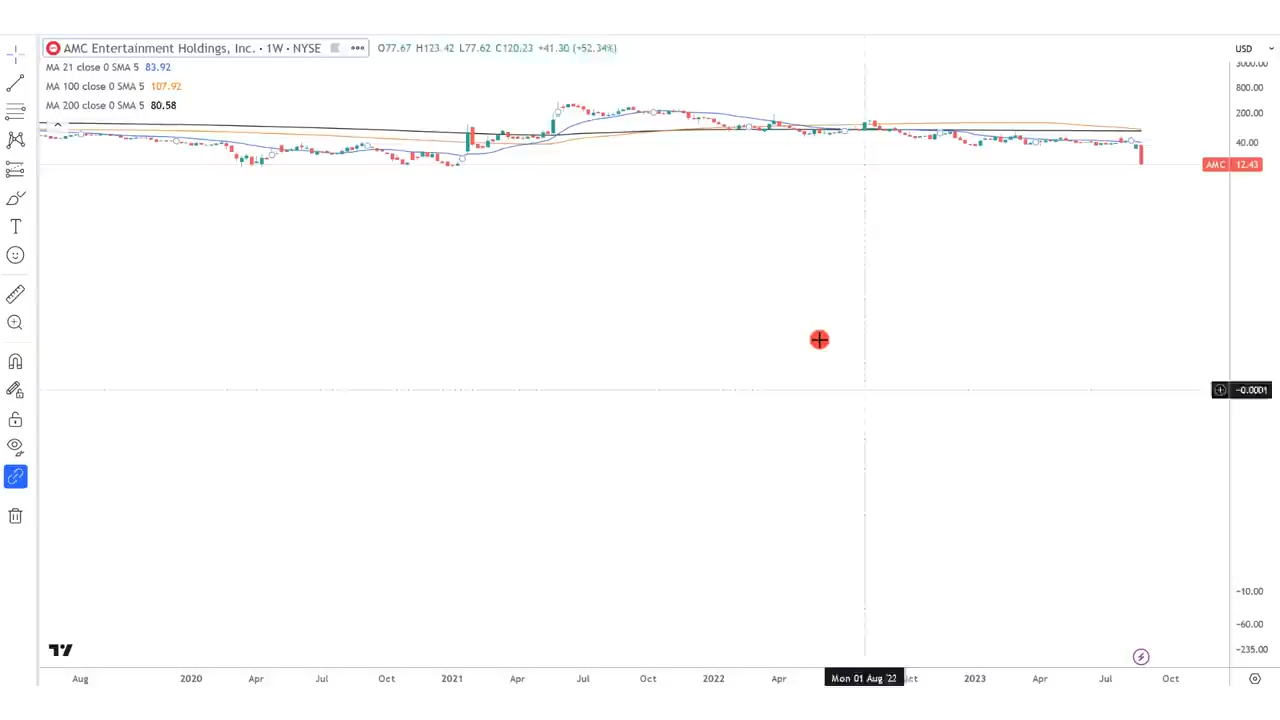 AMC Entertainment Holdings, Inc. · 1W · NYSE O77.67 H123.42 L77.62 C120.23 +41.30 (+52.34%) USD
MA 21 close 0 SMA 5 83.92
MA 100 close 0 SMA 5 107.92
MA 200 close 0 SMA 5 80.58
3000.00
800.00
200.00
40.00
AMC 12.43
−0.0001
−10.00
−60.00
−235.00
Aug 2020 Apr Jul Oct 2021 Apr Jul Oct 2022 Apr Mon 01 Aug '22 2023 Apr Jul Oct